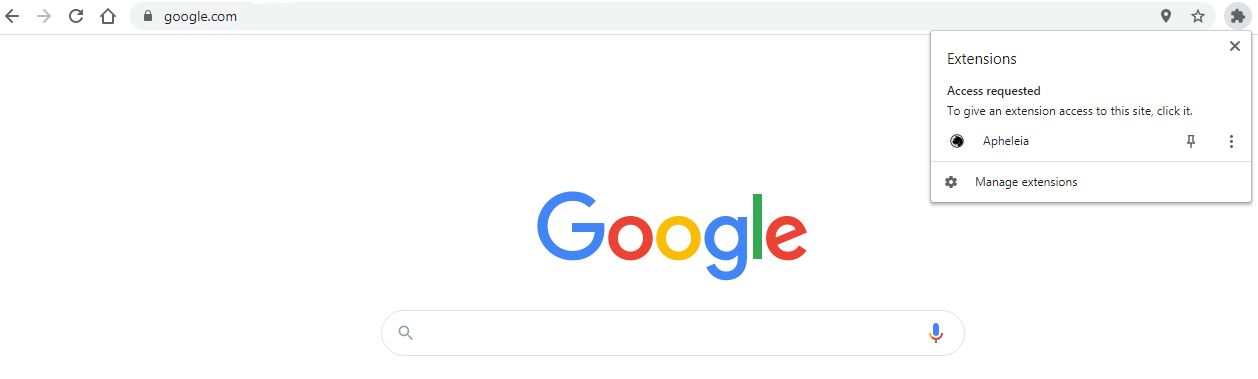 google.com
Extensions
Access requested
To give an extension access to this site, click it.
Apheleia
Manage extensions
Google